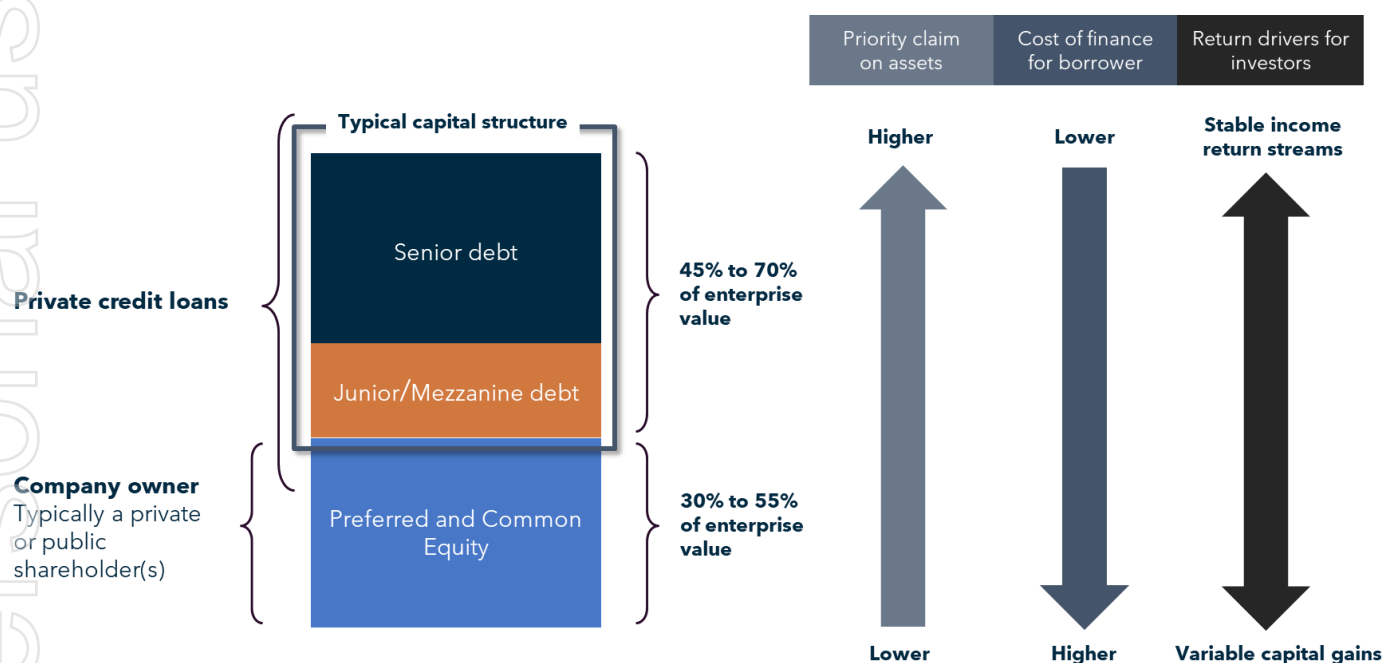 Priority claim
on assets
Cost of finance
for borrower
Return drivers for
investors
Typical capital structure
Higher
Lower
Stable income
return streams
Senior debt
45% to 70%
of enterprise
value
Private credit loans
Junior/Mezzanine debt
Company owner
Typically a private
or public
shareholder(s)
Preferred and Common
Equity
30% to 55%
of enterprise
value
Lower
Higher
Variable capital gains